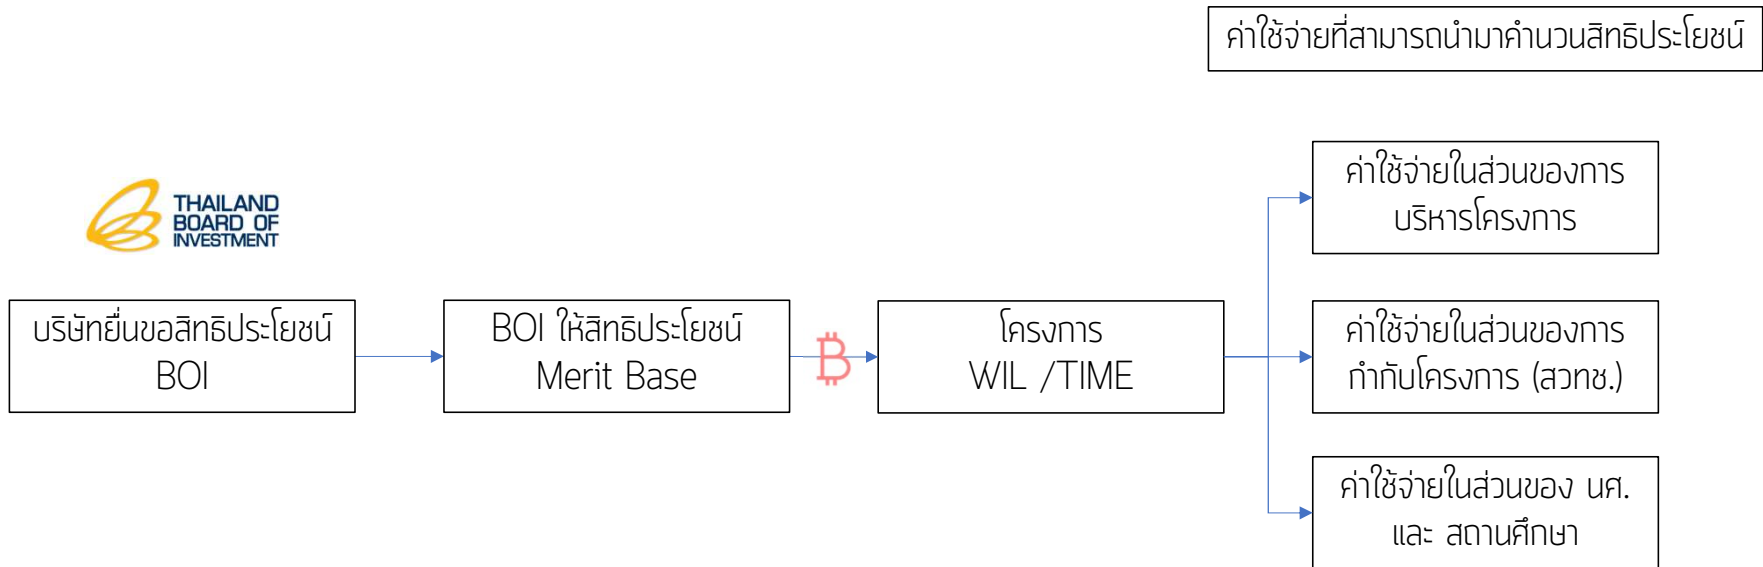 ค่าใช้จ่ายที่สามารถนำมาคำนวนสิทธิประโยชน์
THAILAND
BOARD OF
INVESTMENT
บริษัทยื่นขอสิทธิประโยชน์
BOI
BOI ให้สิทธิประโยชน์
Merit Base
โครงการ
WIL /TIME
ค่าใช้จ่ายในส่วนของการ
บริหารโครงการ
ค่าใช้จ่ายในส่วนของการ
กำกับโครงการ (สวทช.)
ค่าใช้จ่ายในส่วนของ นศ.
และ สถานศึกษา